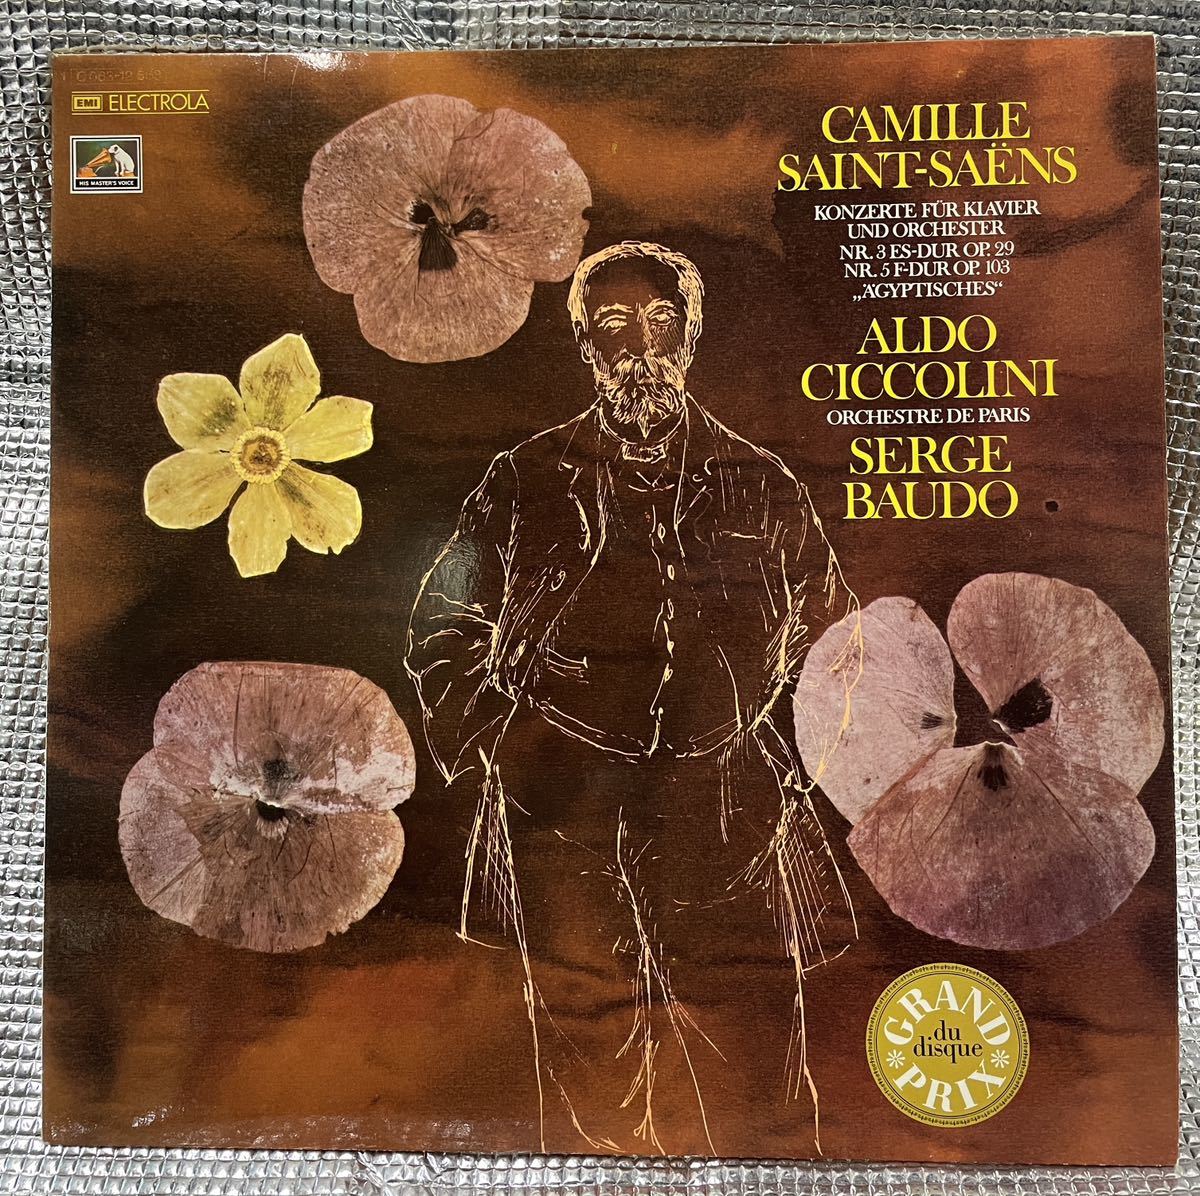 EMI ELECTROLA
HIS MASTER'S VOICE
CAMILLE
SAINT-SAËNS
KONZERTE FÜR KLAVIER
UND ORCHESTER
NR. 3 ES-DUR OP. 29
NR. 5 F-DUR OP. 103
„ÄGYPTISCHES“
ALDO
CICCOLINI
ORCHESTRE DE PARIS
SERGE
BAUDO
GRAND
du
disque
PRIX